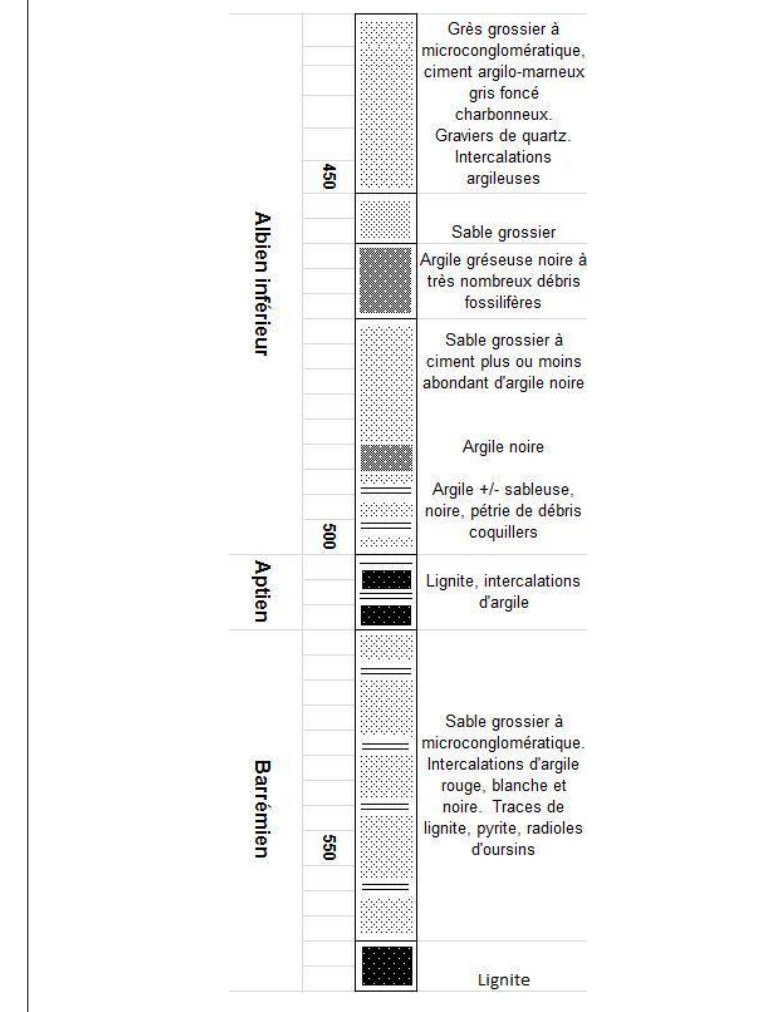 Grès grossier à
microconglomératique,
ciment argilo-marneux
gris foncé
charbonneux.
Graviers de quartz.
Intercalations
argileuses
450
Albien inférieur
Sable grossier
Argile gréseuse noire à
très nombreux débris
fossilifères
Sable grossier à
ciment plus ou moins
abondant d'argile noire
Argile noire
Argile +/- sableuse,
noire, pétrie de débris
coquillers
500
Aptien
Lignite, intercalations
d'argile
Barrémien
Sable grossier à
microconglomératique.
Intercalations d'argile
rouge, blanche et
noire. Traces de
lignite, pyrite, radioles
d'oursins
550
Lignite